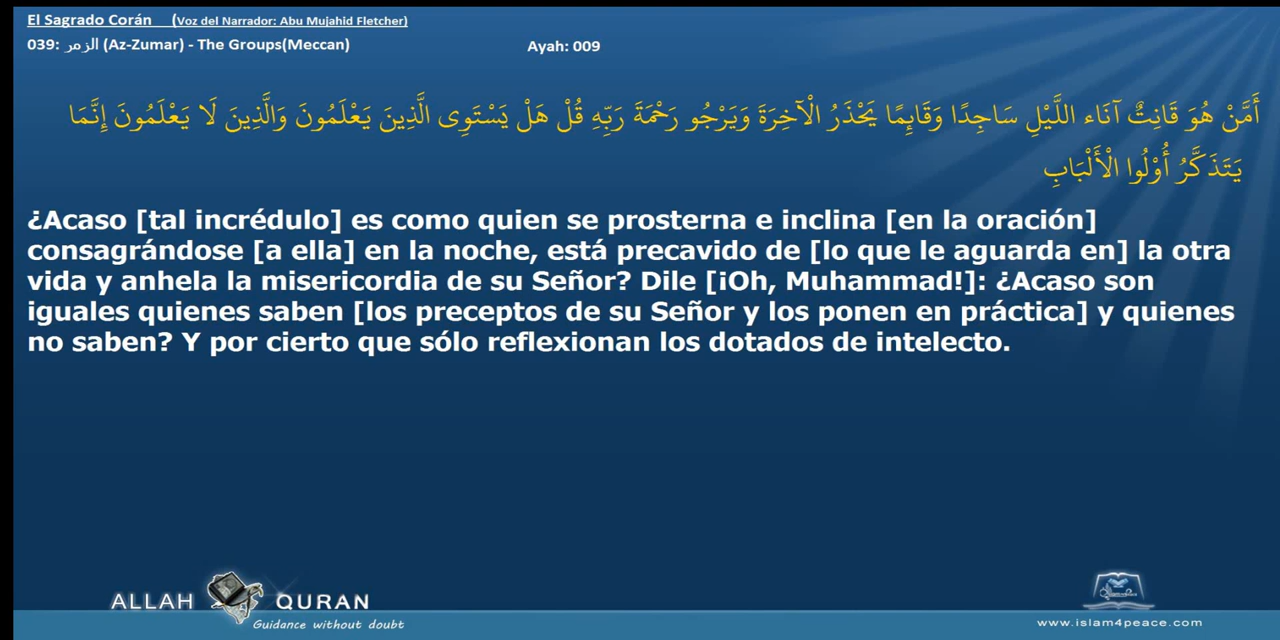 El Sagrado Corán (Voz del Narrador: Abu Mujahid Fletcher)
039: الزمر (Az-Zumar) - The Groups(Meccan) Ayah: 009
أَمَّنْ هُوَ قَانِتٌ آنَاء اللَّيْلِ سَاجِدًا وَقَائِمًا يَحْذَرُ الْآخِرَةَ وَيَرْجُو رَحْمَةَ رَبِّهِ قُلْ هَلْ يَسْتَوِى الَّذِينَ يَعْلَمُونَ وَالَّذِينَ لَا يَعْلَمُونَ إِنَّمَا
يَتَذَكَّرُ أُوْلُوا الْأَلْبَابِ
¿Acaso [tal incrédulo] es como quien se prosterna e inclina [en la oración]
consagrándose [a ella] en la noche, está precavido de [lo que le aguarda en] la otra
vida y anhela la misericordia de su Señor? Dile [¡Oh, Muhammad!]: ¿Acaso son
iguales quienes saben [los preceptos de su Señor y los ponen en práctica] y quienes
no saben? Y por cierto que sólo reflexionan los dotados de intelecto.
ALLAH QURAN
Guidance without doubt
www.islam4peace.com